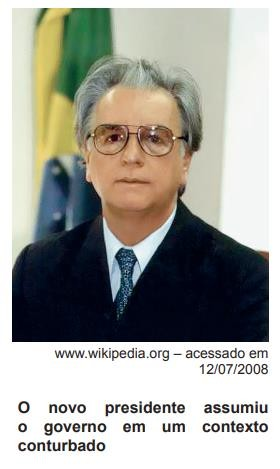 www.wikipedia.org – acessado em
12/07/2008
O novo presidente assumiu
o governo em um contexto
conturbado